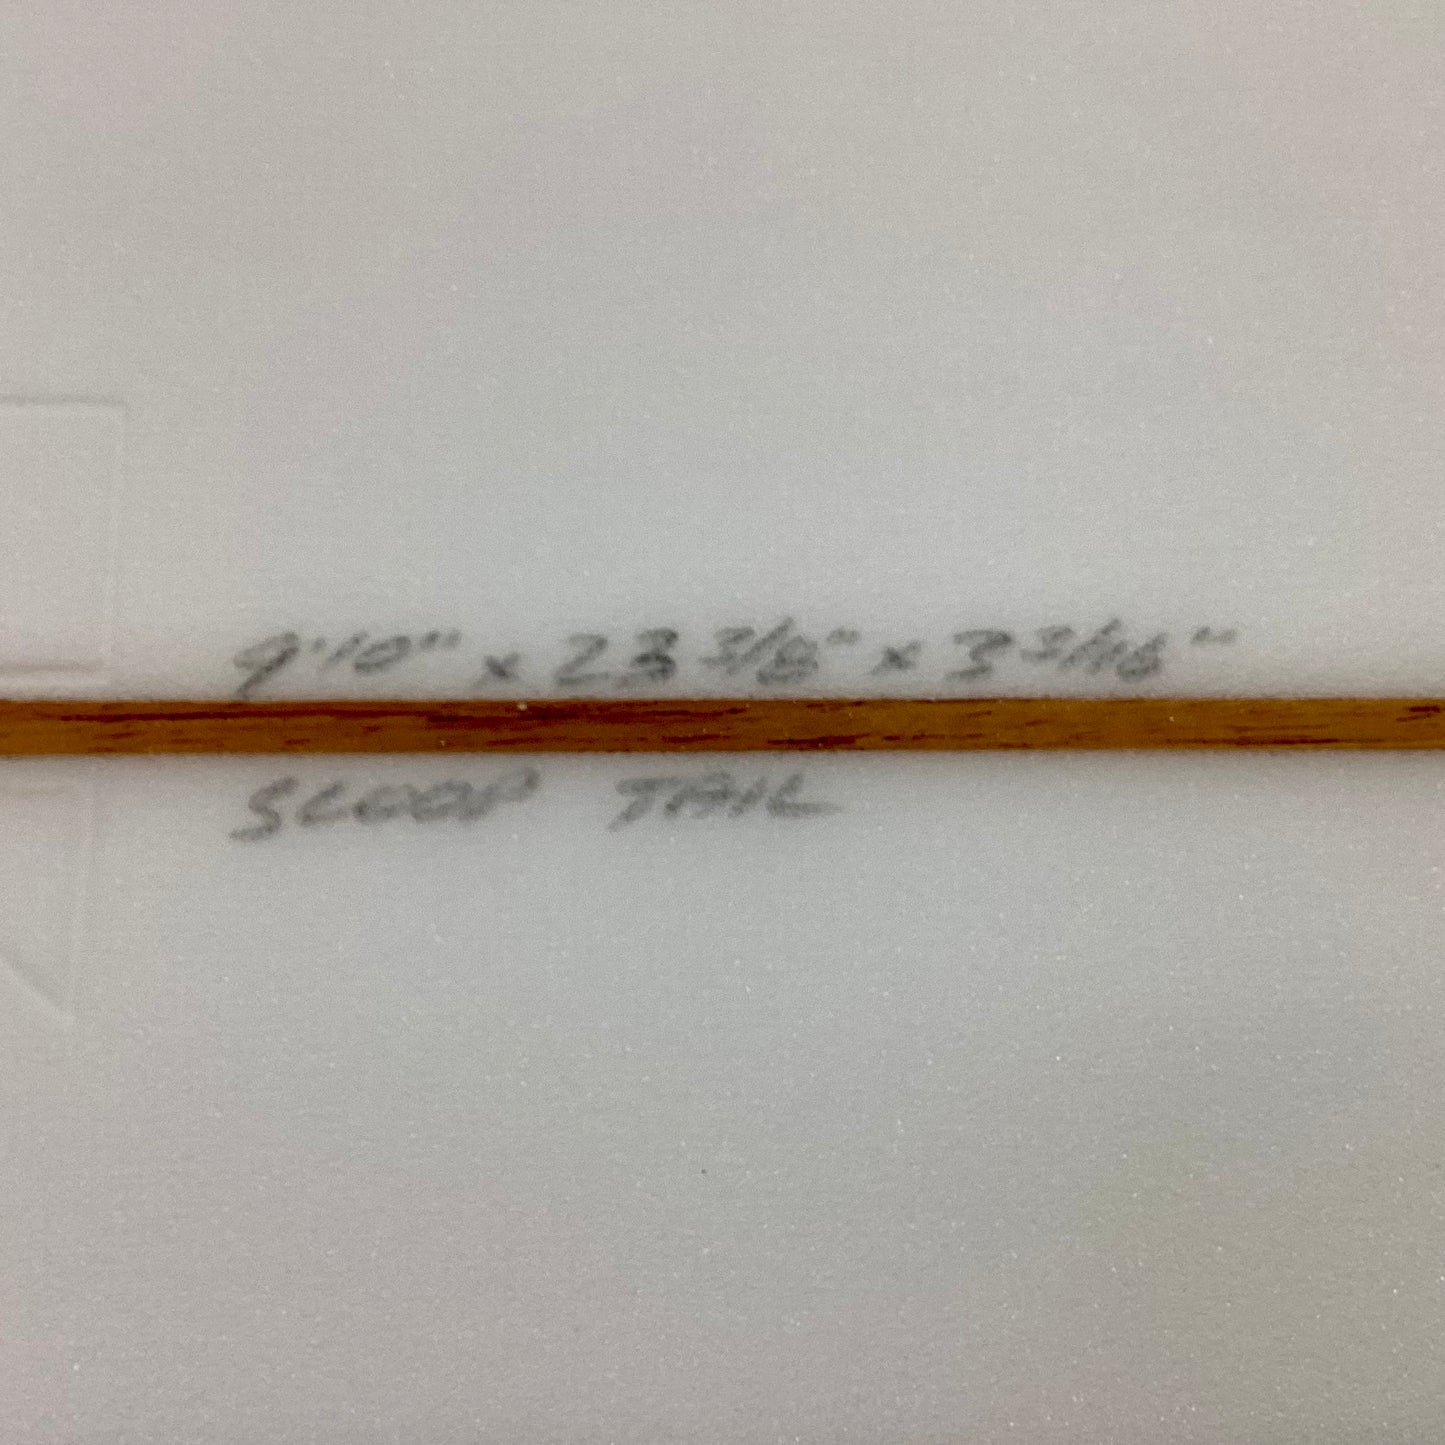 9'10" x 23 3/8" x 3 3/16"
SCOOP TAIL